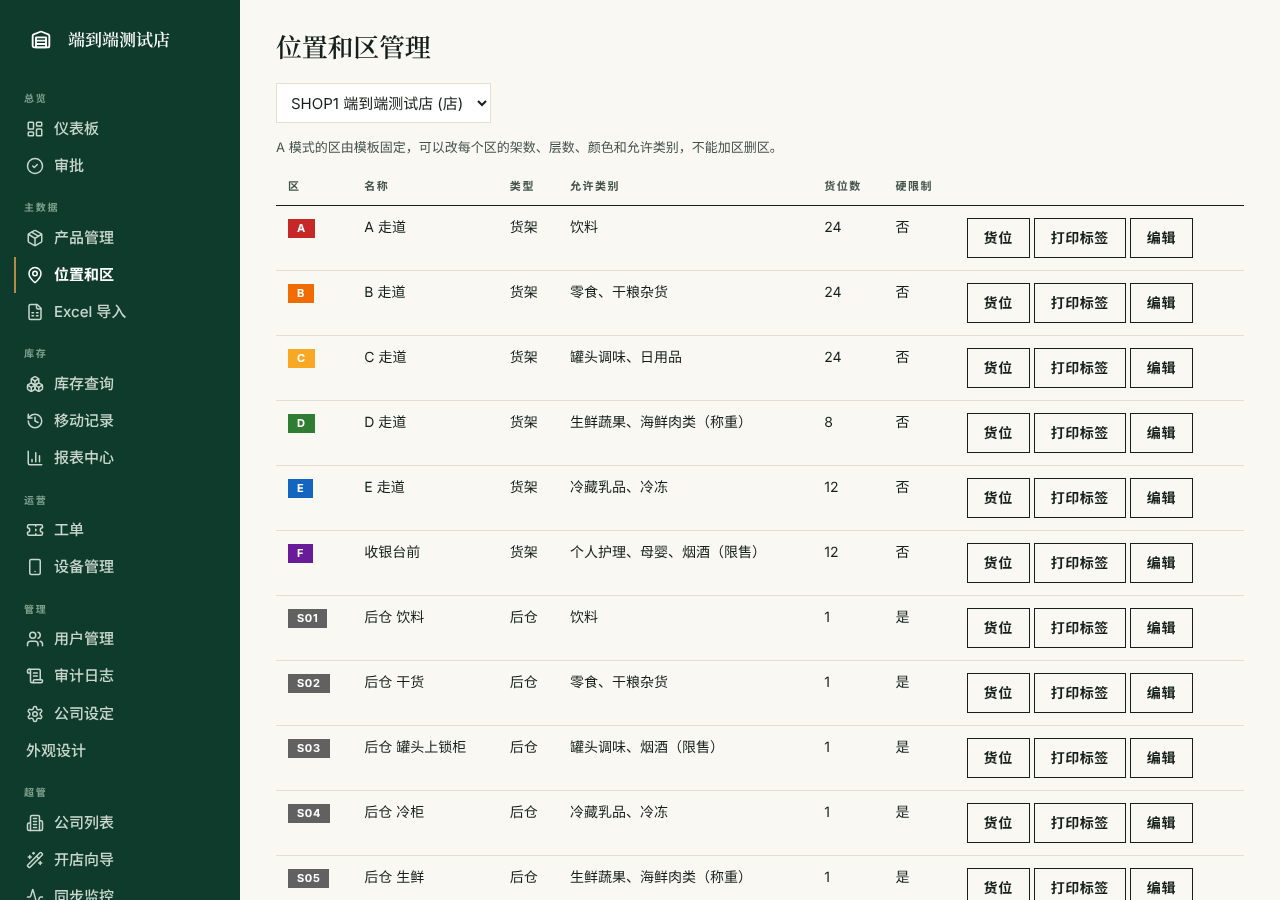 端到端测试店
总览
仪表板
审批
主数据
产品管理
位置和区
Excel 导入
库存
库存查询
移动记录
报表中心
运营
工单
设备管理
管理
用户管理
审计日志
公司设定
外观设计
超管
公司列表
开店向导
同步监控
位置和区管理
SHOP1 端到端测试店 (店)
A 模式的区由模板固定，可以改每个区的架数、层数、颜色和允许类别，不能加区删区。
区 名称 类型 允许类别 货位数 硬限制
A A 走道 货架 饮料 24 否 货位 打印标签 编辑
B B 走道 货架 零食、干粮杂货 24 否 货位 打印标签 编辑
C C 走道 货架 罐头调味、日用品 24 否 货位 打印标签 编辑
D D 走道 货架 生鲜蔬果、海鲜肉类（称重） 8 否 货位 打印标签 编辑
E E 走道 货架 冷藏乳品、冷冻 12 否 货位 打印标签 编辑
F 收银台前 货架 个人护理、母婴、烟酒（限售） 12 否 货位 打印标签 编辑
S01 后仓 饮料 后仓 饮料 1 是 货位 打印标签 编辑
S02 后仓 干货 后仓 零食、干粮杂货 1 是 货位 打印标签 编辑
S03 后仓 罐头上锁柜 后仓 罐头调味、烟酒（限售） 1 是 货位 打印标签 编辑
S04 后仓 冷柜 后仓 冷藏乳品、冷冻 1 是 货位 打印标签 编辑
S05 后仓 生鲜 后仓 生鲜蔬果、海鲜肉类（称重） 1 是 货位 打印标签 编辑